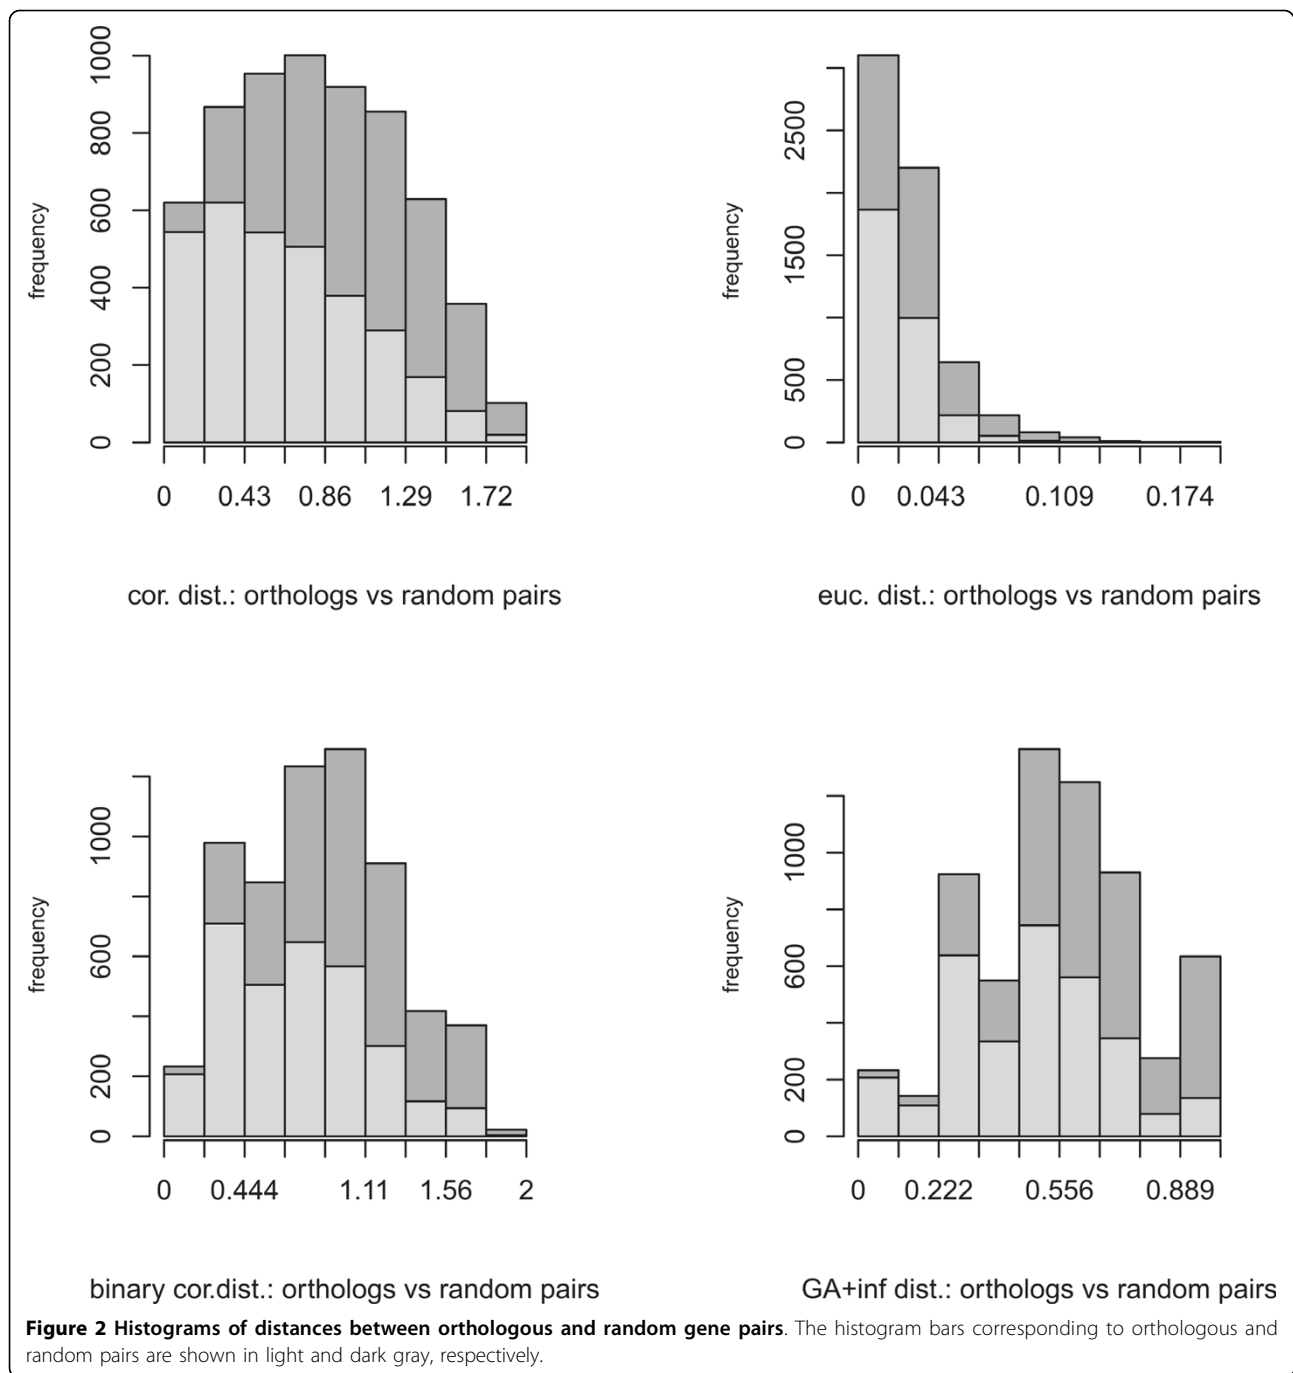 frequency
0 200 400 600 800 1000
0 0.43 0.86 1.29 1.72
cor. dist.: orthologs vs random pairs
frequency
0 500 1500 2500
0 0.043 0.109 0.174
euc. dist.: orthologs vs random pairs
frequency
0 200 600 1000
0 0.444 1.11 1.56 2
binary cor.dist.: orthologs vs random pairs
frequency
0 200 600 1000
0 0.222 0.556 0.889
GA+inf dist.: orthologs vs random pairs
Figure 2 Histograms of distances between orthologous and random gene pairs. The histogram bars corresponding to orthologous and
random pairs are shown in light and dark gray, respectively.